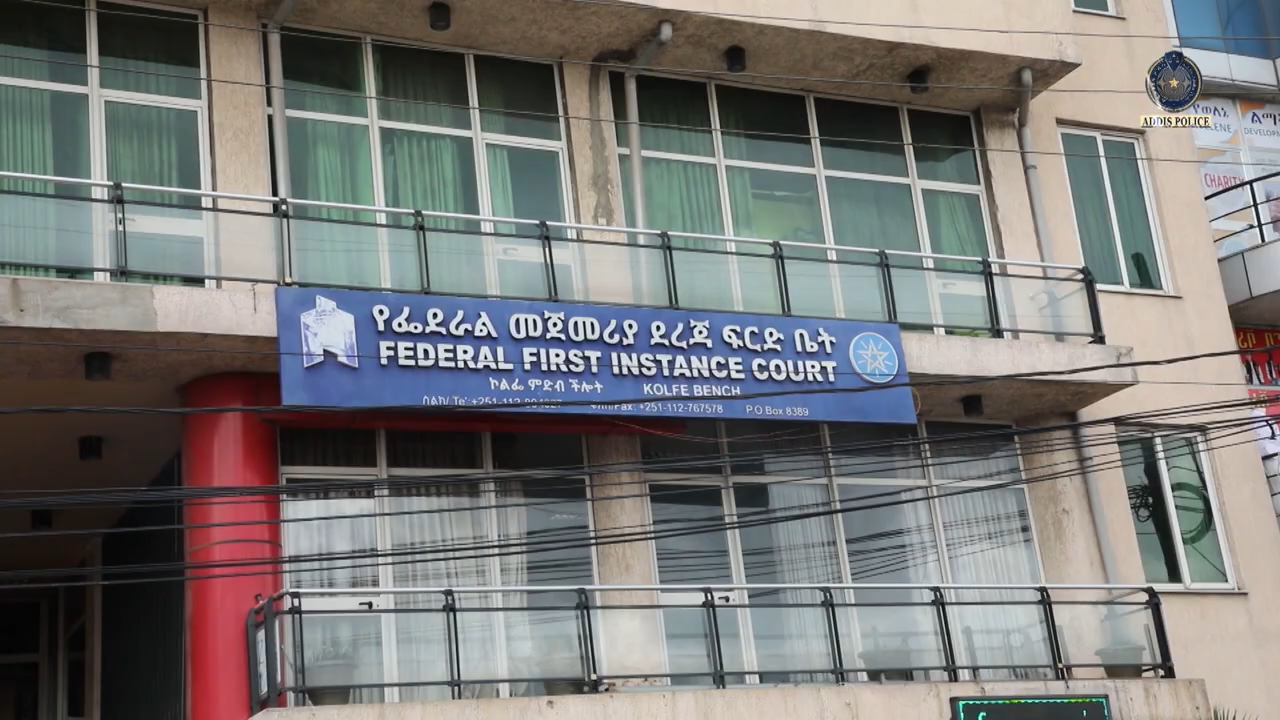 የፌደራል መጀመሪያ ደረጃ ፍርድ ቤት
FEDERAL FIRST INSTANCE COURT
ኮልፌ ምድብ ችሎት KOLFE BENCH
+251-112-767578 P.O.Box 8389
ADDIS POLICE
የወለኔ
CHARITY